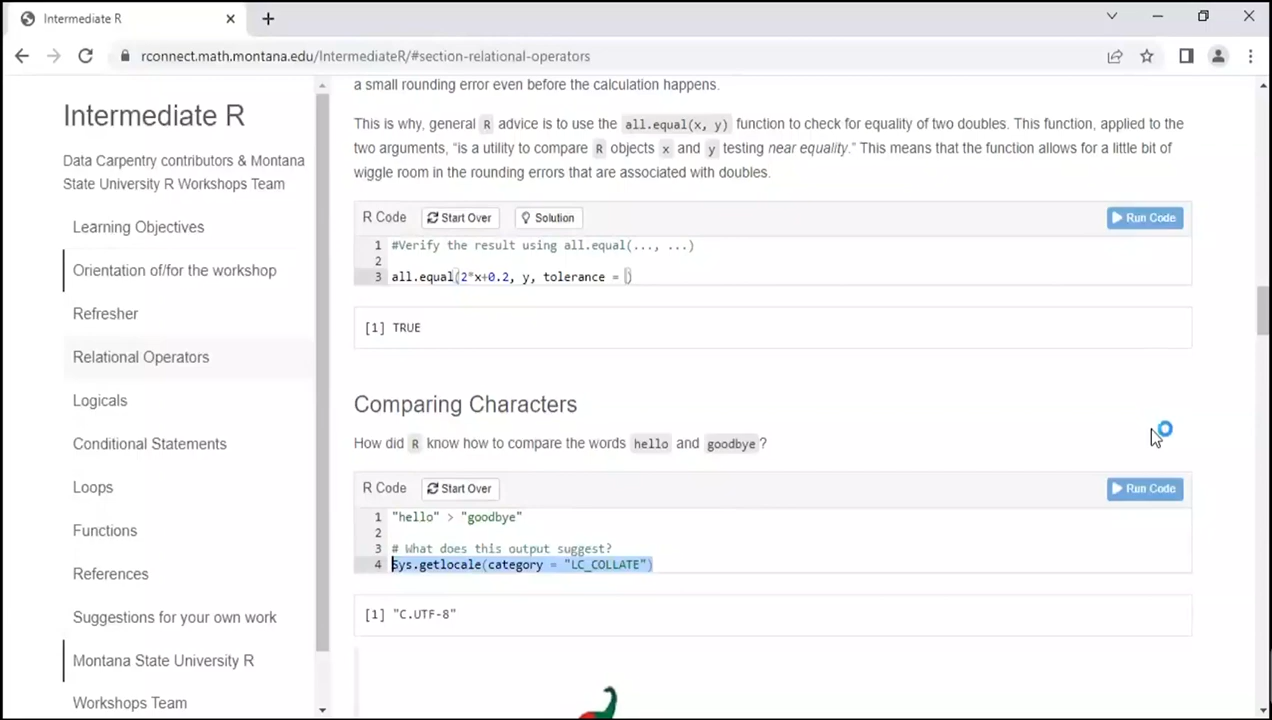 Intermediate R
rconnect.math.montana.edu/IntermediateR/#section-relational-operators
Intermediate R
Data Carpentry contributors & Montana
State University R Workshops Team
Learning Objectives
Orientation of/for the workshop
Refresher
Relational Operators
Logicals
Conditional Statements
Loops
Functions
References
Suggestions for your own work
Montana State University R
Workshops Team
a small rounding error even before the calculation happens.
This is why, general R advice is to use the all.equal(x, y) function to check for equality of two doubles. This function, applied to the
two arguments, “is a utility to compare R objects x and y testing near equality.” This means that the function allows for a little bit of
wiggle room in the rounding errors that are associated with doubles.
R Code Start Over Solution Run Code
1 #Verify the result using all.equal(..., ...)
2
3 all.equal(2*x+0.2, y, tolerance = )
[1] TRUE
Comparing Characters
How did R know how to compare the words hello and goodbye?
R Code Start Over Run Code
1 "hello" > "goodbye"
2
3 # What does this output suggest?
4 Sys.getlocale(category = "LC_COLLATE")
[1] "C.UTF-8"